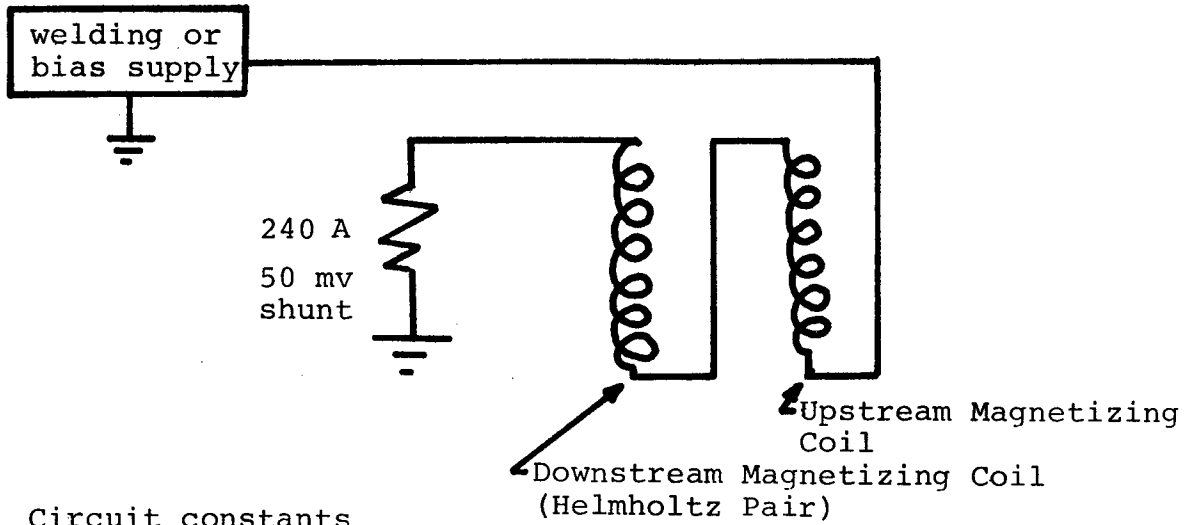 welding or
bias supply
240 A
50 mv
shunt
Upstream Magnetizing
Coil
Downstream Magnetizing Coil
(Helmholtz Pair)
Circuit constants